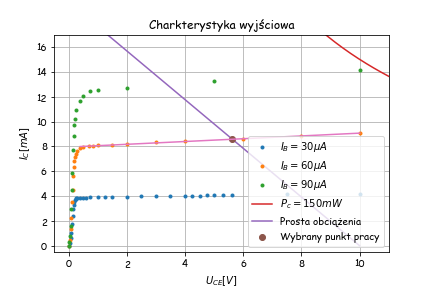 Charkterystyka wyjściowa
I_C[mA]
16
14
12
10
8
6
4
2
0
I_B = 30μA
I_B = 60μA
I_B = 90μA
P_c = 150mW
Prosta obciążenia
Wybrany punkt pracy
0 2 4 6 8 10
U_CE[V]